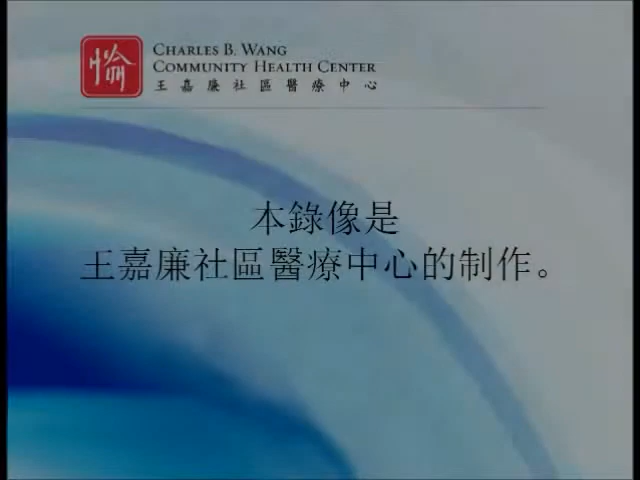 愉
CHARLES B. WANG
COMMUNITY HEALTH CENTER
王嘉廉社區醫療中心
本錄像是
王嘉廉社區醫療中心的制作。